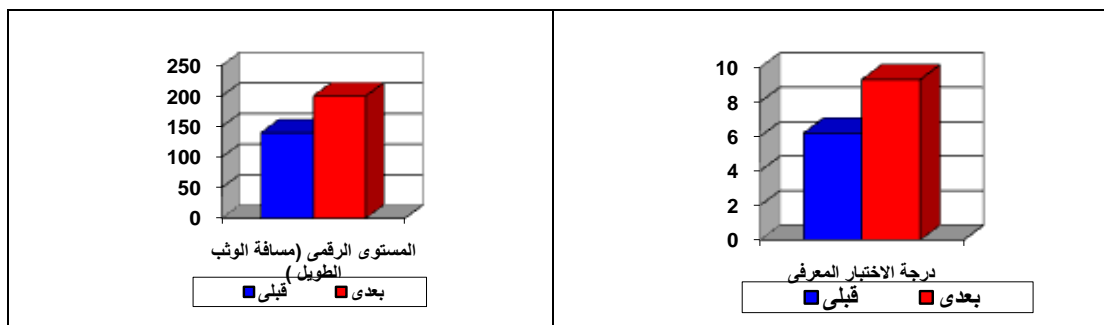 250
200
150
100
50
0
المستوى الرقمى (مسافة الوثب
الطويل )
قبلى بعدى
10
8
6
4
2
0
درجة الاختبار المعرفى
قبلى بعدى